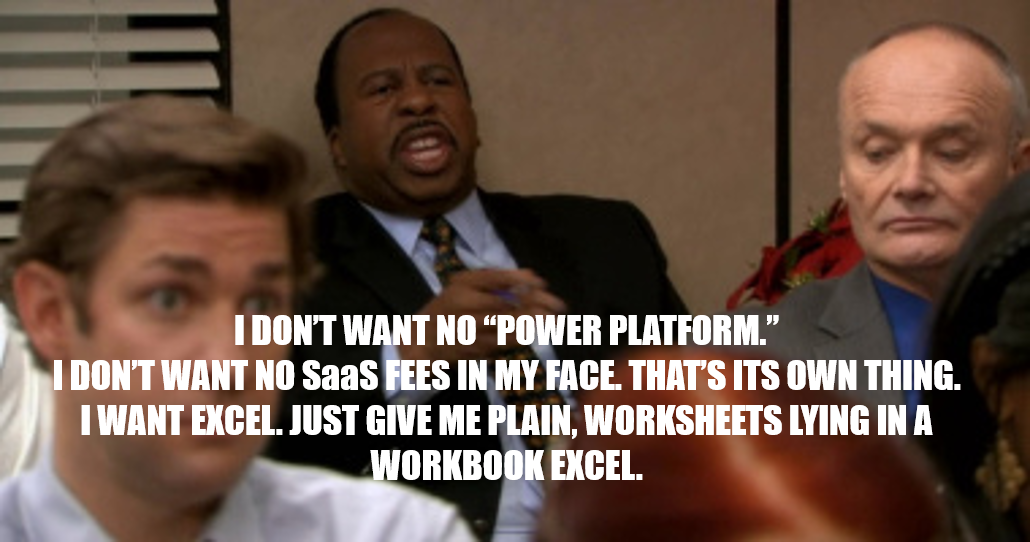 I DON'T WANT NO “POWER PLATFORM.”
I DON'T WANT NO SaaS FEES IN MY FACE. THAT'S ITS OWN THING.
I WANT EXCEL. JUST GIVE ME PLAIN, WORKSHEETS LYING IN A
WORKBOOK EXCEL.